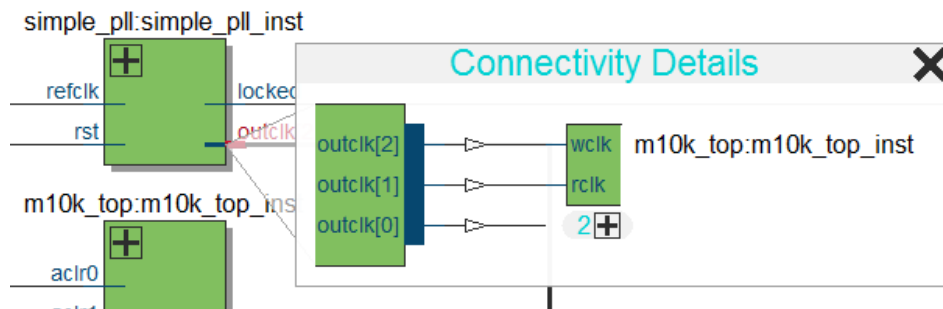 simple_pll:simple_pll_inst
refclk
rst
locked
outclk
m10k_top:m10k_top_ins
aclr0
Connectivity Details
outclk[2]
outclk[1]
outclk[0]
wclk
rclk
m10k_top:m10k_top_inst
2